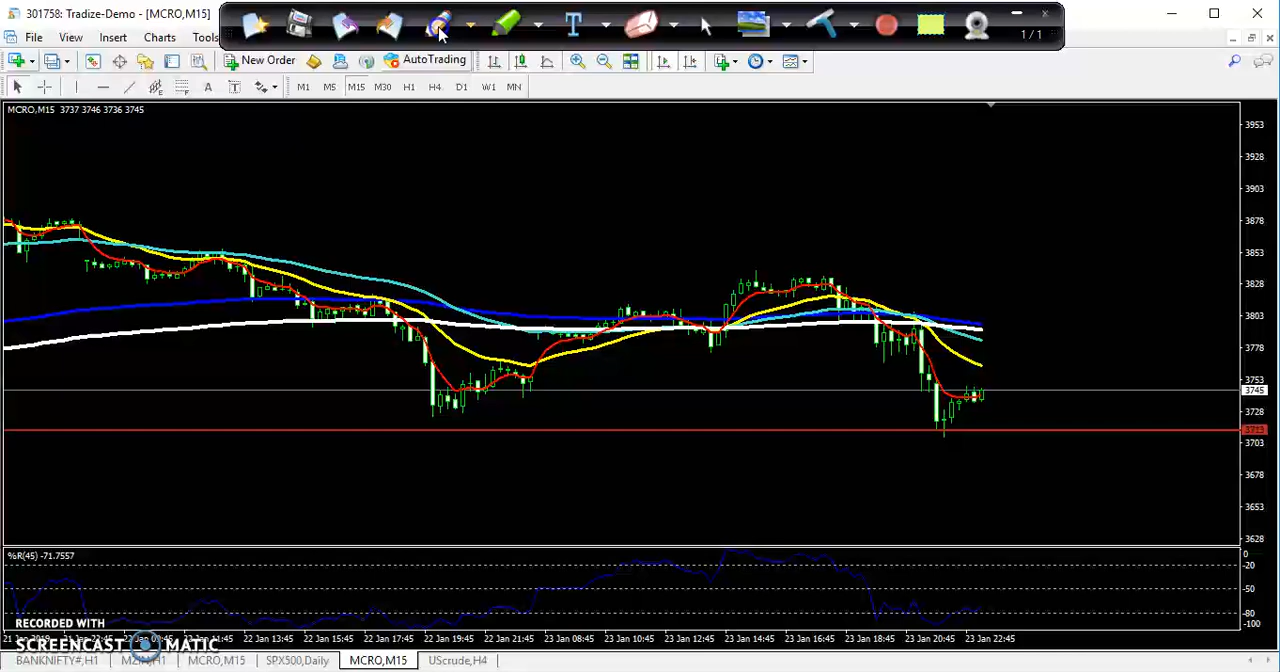 301758: Tradize-Demo - [MCRO,M15]
1 / 1
File View Insert Charts Tools
New Order AutoTrading
A T M1 M5 M15 M30 H1 H4 D1 W1 MN
MCRO,M15 3737 3746 3736 3745
3953
3928
3903
3878
3853
3828
3803
3778
3753
3745
3728
3713
3703
3678
3653
3628
%R(45) -71.7557
0
-20
-50
-80
-100
RECORDED WITH
SCREENCAST MATIC
21 Jan 2019 22 Jan 13:45 22 Jan 15:45 22 Jan 17:45 22 Jan 19:45 22 Jan 21:45 23 Jan 08:45 23 Jan 10:45 23 Jan 12:45 23 Jan 14:45 23 Jan 16:45 23 Jan 18:45 23 Jan 20:45 23 Jan 22:45
BANKNIFTY#,H1 MZIN,H1 MCRO,M15 SPX500,Daily MCRO,M15 UScrude,H4